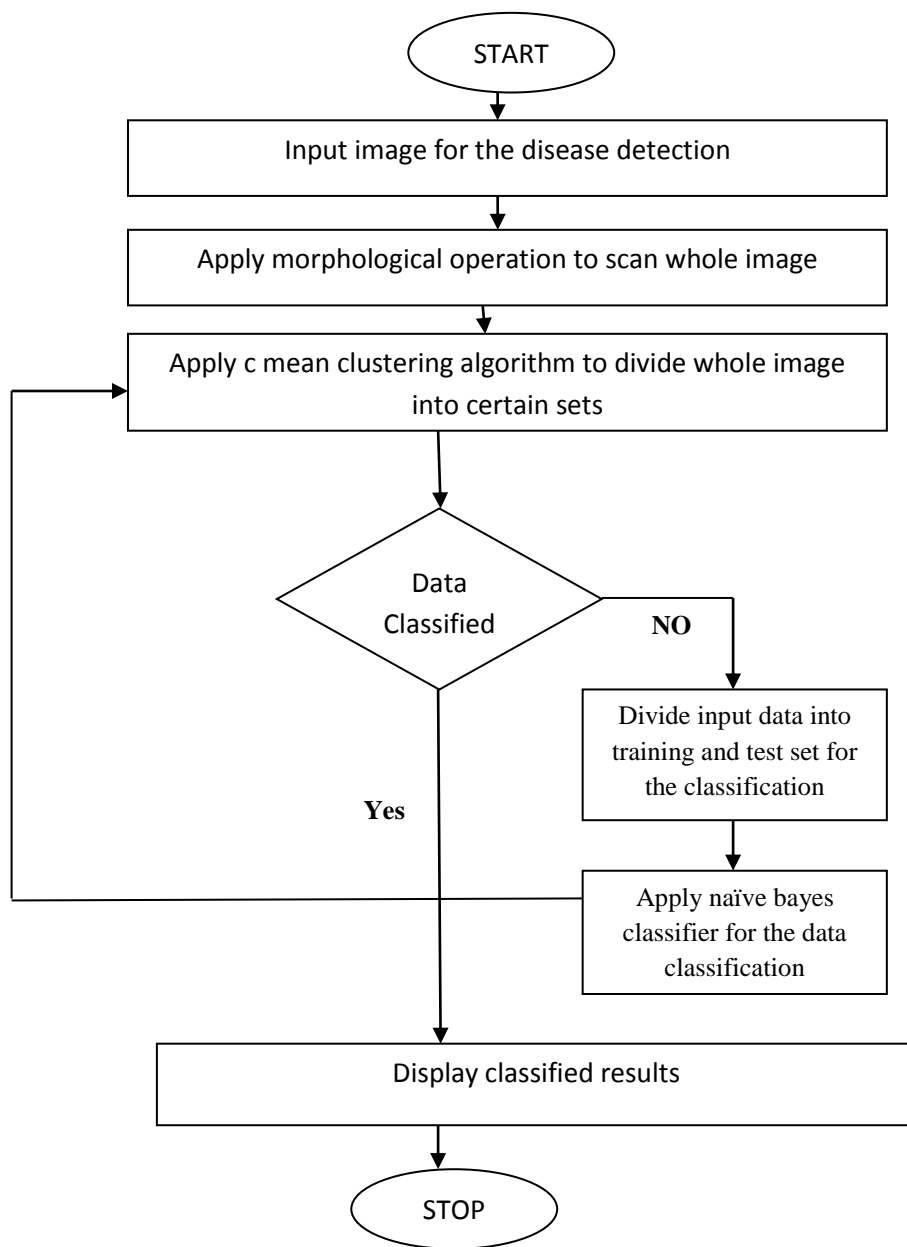 START
Input image for the disease detection
Apply morphological operation to scan whole image
Apply c mean clustering algorithm to divide whole image
into certain sets
Data
Classified
NO
Divide input data into
training and test set for
the classification
Yes
Apply naïve bayes
classifier for the data
classification
Display classified results
STOP